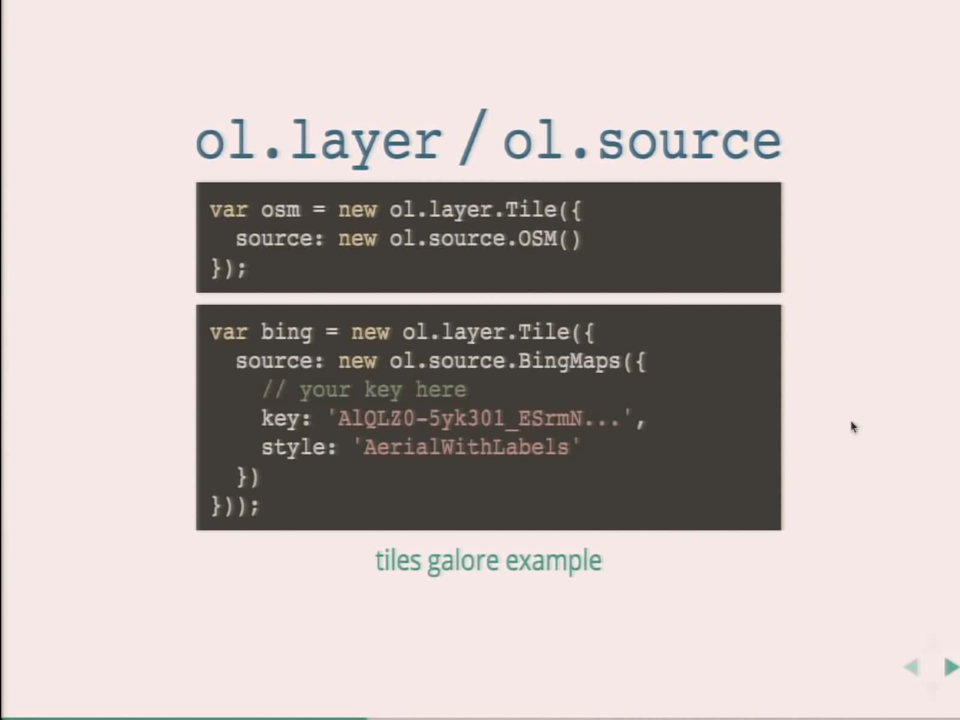 ol.layer / ol.source
var osm = new ol.layer.Tile({
  source: new ol.source.OSM()
});
var bing = new ol.layer.Tile({
  source: new ol.source.BingMaps({
    // your key here
    key: 'AlQLZ0-5yk301_ESrmN...',
    style: 'AerialWithLabels'
  })
}));
tiles galore example